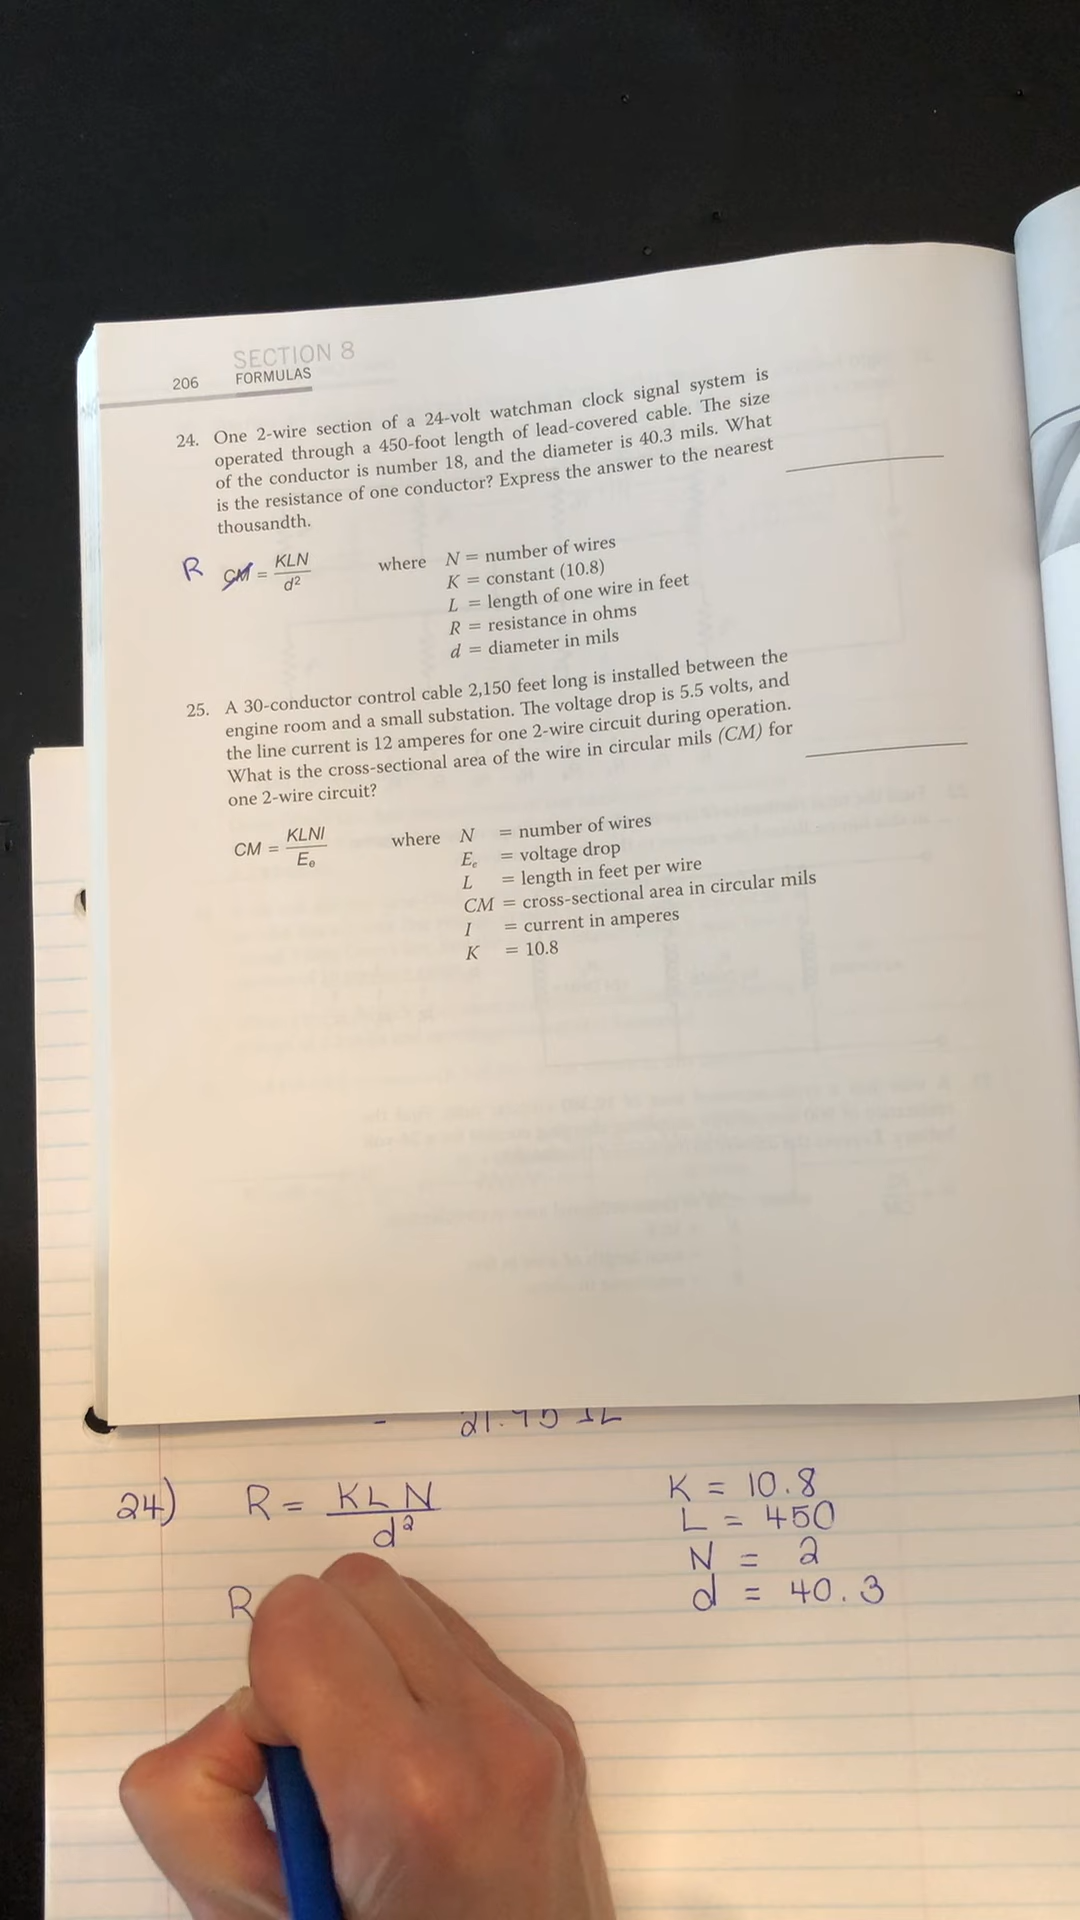 SECTION 8
206 FORMULAS
24. One 2-wire section of a 24-volt watchman clock signal system is
operated through a 450-foot length of lead-covered cable. The size
of the conductor is number 18, and the diameter is 40.3 mils. What
is the resistance of one conductor? Express the answer to the nearest
thousandth.
R CM = KLN / d²
where N = number of wires
K = constant (10.8)
L = length of one wire in feet
R = resistance in ohms
d = diameter in mils
25. A 30-conductor control cable 2,150 feet long is installed between the
engine room and a small substation. The voltage drop is 5.5 volts, and
the line current is 12 amperes for one 2-wire circuit during operation.
What is the cross-sectional area of the wire in circular mils (CM) for
one 2-wire circuit?
CM = KLNI / Eₑ
where N = number of wires
Eₑ = voltage drop
L = length in feet per wire
CM = cross-sectional area in circular mils
I = current in amperes
K = 10.8
24) R = KLN / d²
R
K = 10.8
L = 450
N = 2
d = 40.3